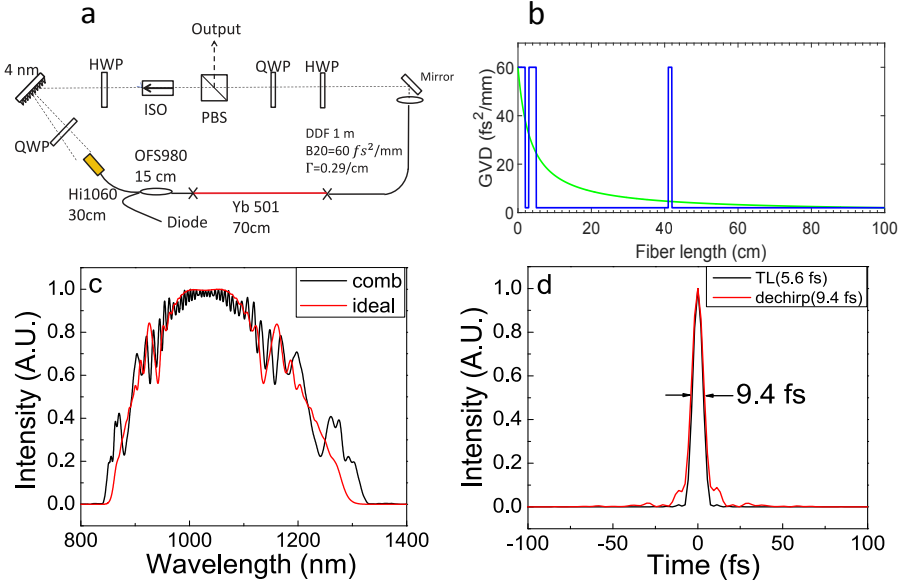 a
Output
4 nm
HWP
ISO
PBS
QWP
HWP
Mirror
QWP
OFS980
15 cm
DDF 1 m
B20=60 fs²/mm
Γ=0.29/cm
Hi1060
30cm
Diode
Yb 501
70cm
b
GVD (fs²/mm)
60
40
20
0
0 20 40 60 80 100
Fiber length (cm)
c
comb
ideal
Intensity (A.U.)
1.0
0.8
0.6
0.4
0.2
0.0
800 1000 1200 1400
Wavelength (nm)
d
TL(5.6 fs)
dechirp(9.4 fs)
9.4 fs
Intensity (A.U.)
1.0
0.8
0.6
0.4
0.2
0.0
-100 -50 0 50 100
Time (fs)